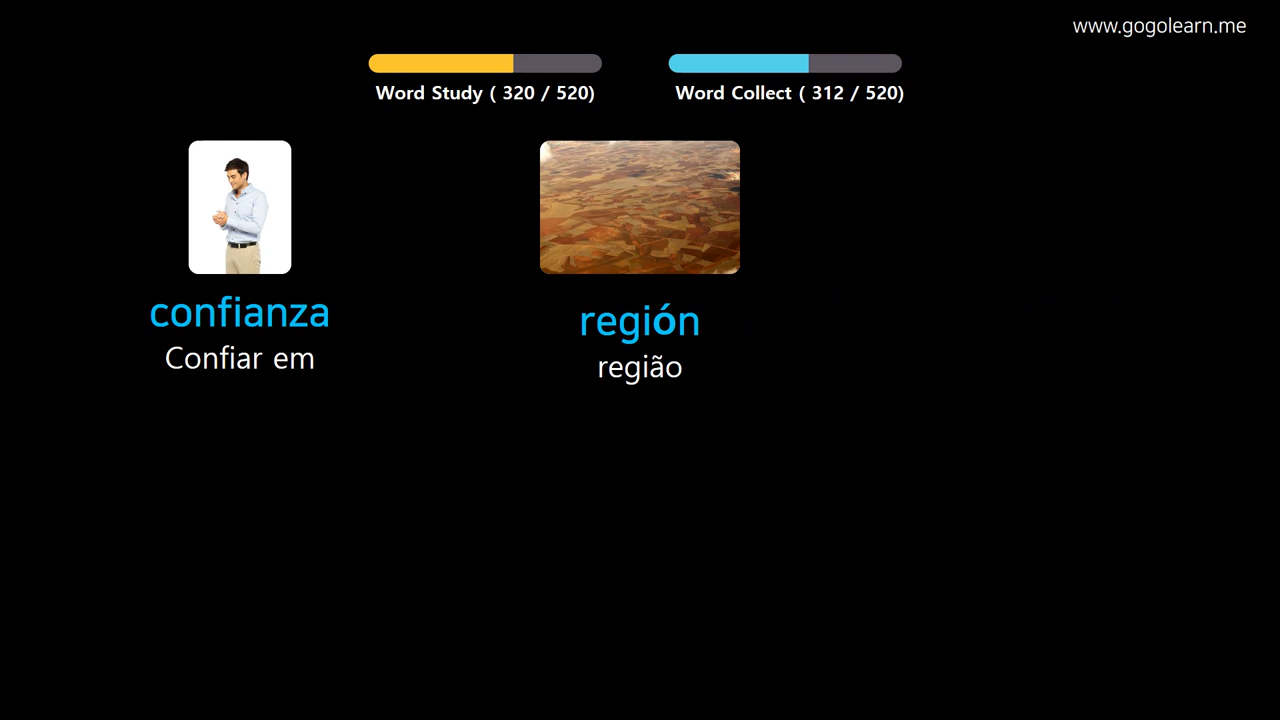 www.gogolearn.me
Word Study ( 320 / 520)
Word Collect ( 312 / 520)
confianza
Confiar em
región
região